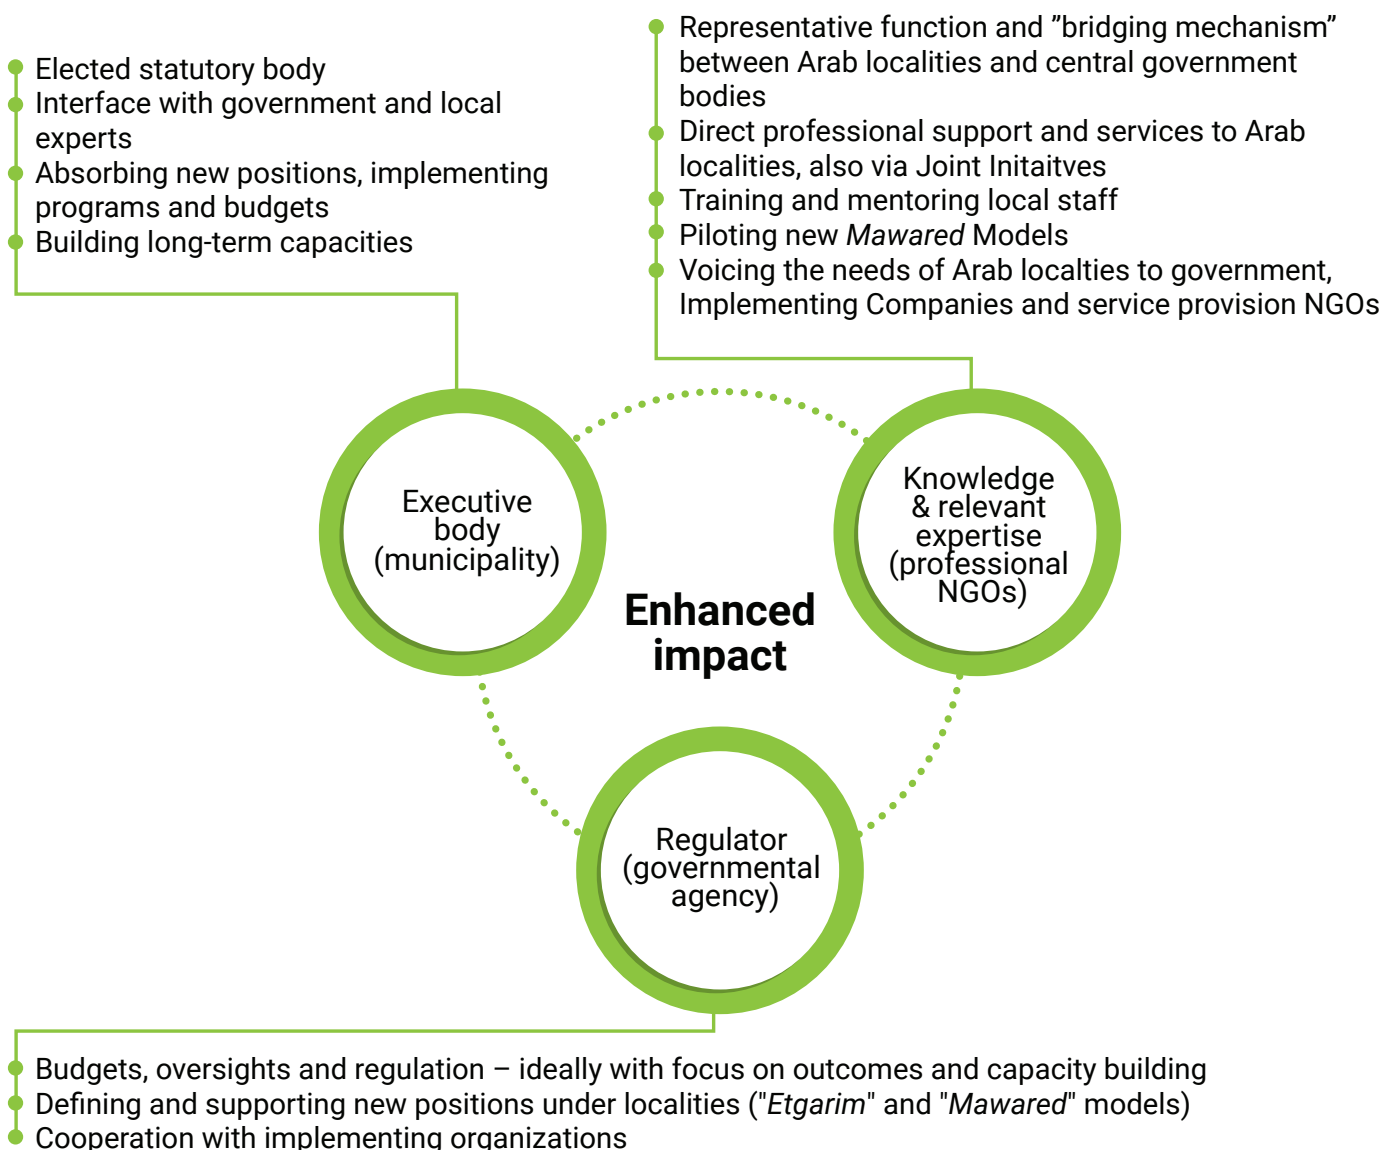 Elected statutory body
Interface with government and local
experts
Absorbing new positions, implementing
programs and budgets
Building long-term capacities
Representative function and ”bridging mechanism”
between Arab localities and central government
bodies
Direct professional support and services to Arab
localities, also via Joint Initaitves
Training and mentoring local staff
Piloting new Mawared Models
Voicing the needs of Arab localties to government,
Implementing Companies and service provision NGOs
Executive
body
(municipality)
Knowledge
& relevant
expertise
(professional
NGOs)
Enhanced
impact
Regulator
(governmental
agency)
Budgets, oversights and regulation – ideally with focus on outcomes and capacity building
Defining and supporting new positions under localities ("Etgarim" and "Mawared" models)
Cooperation with implementing organizations